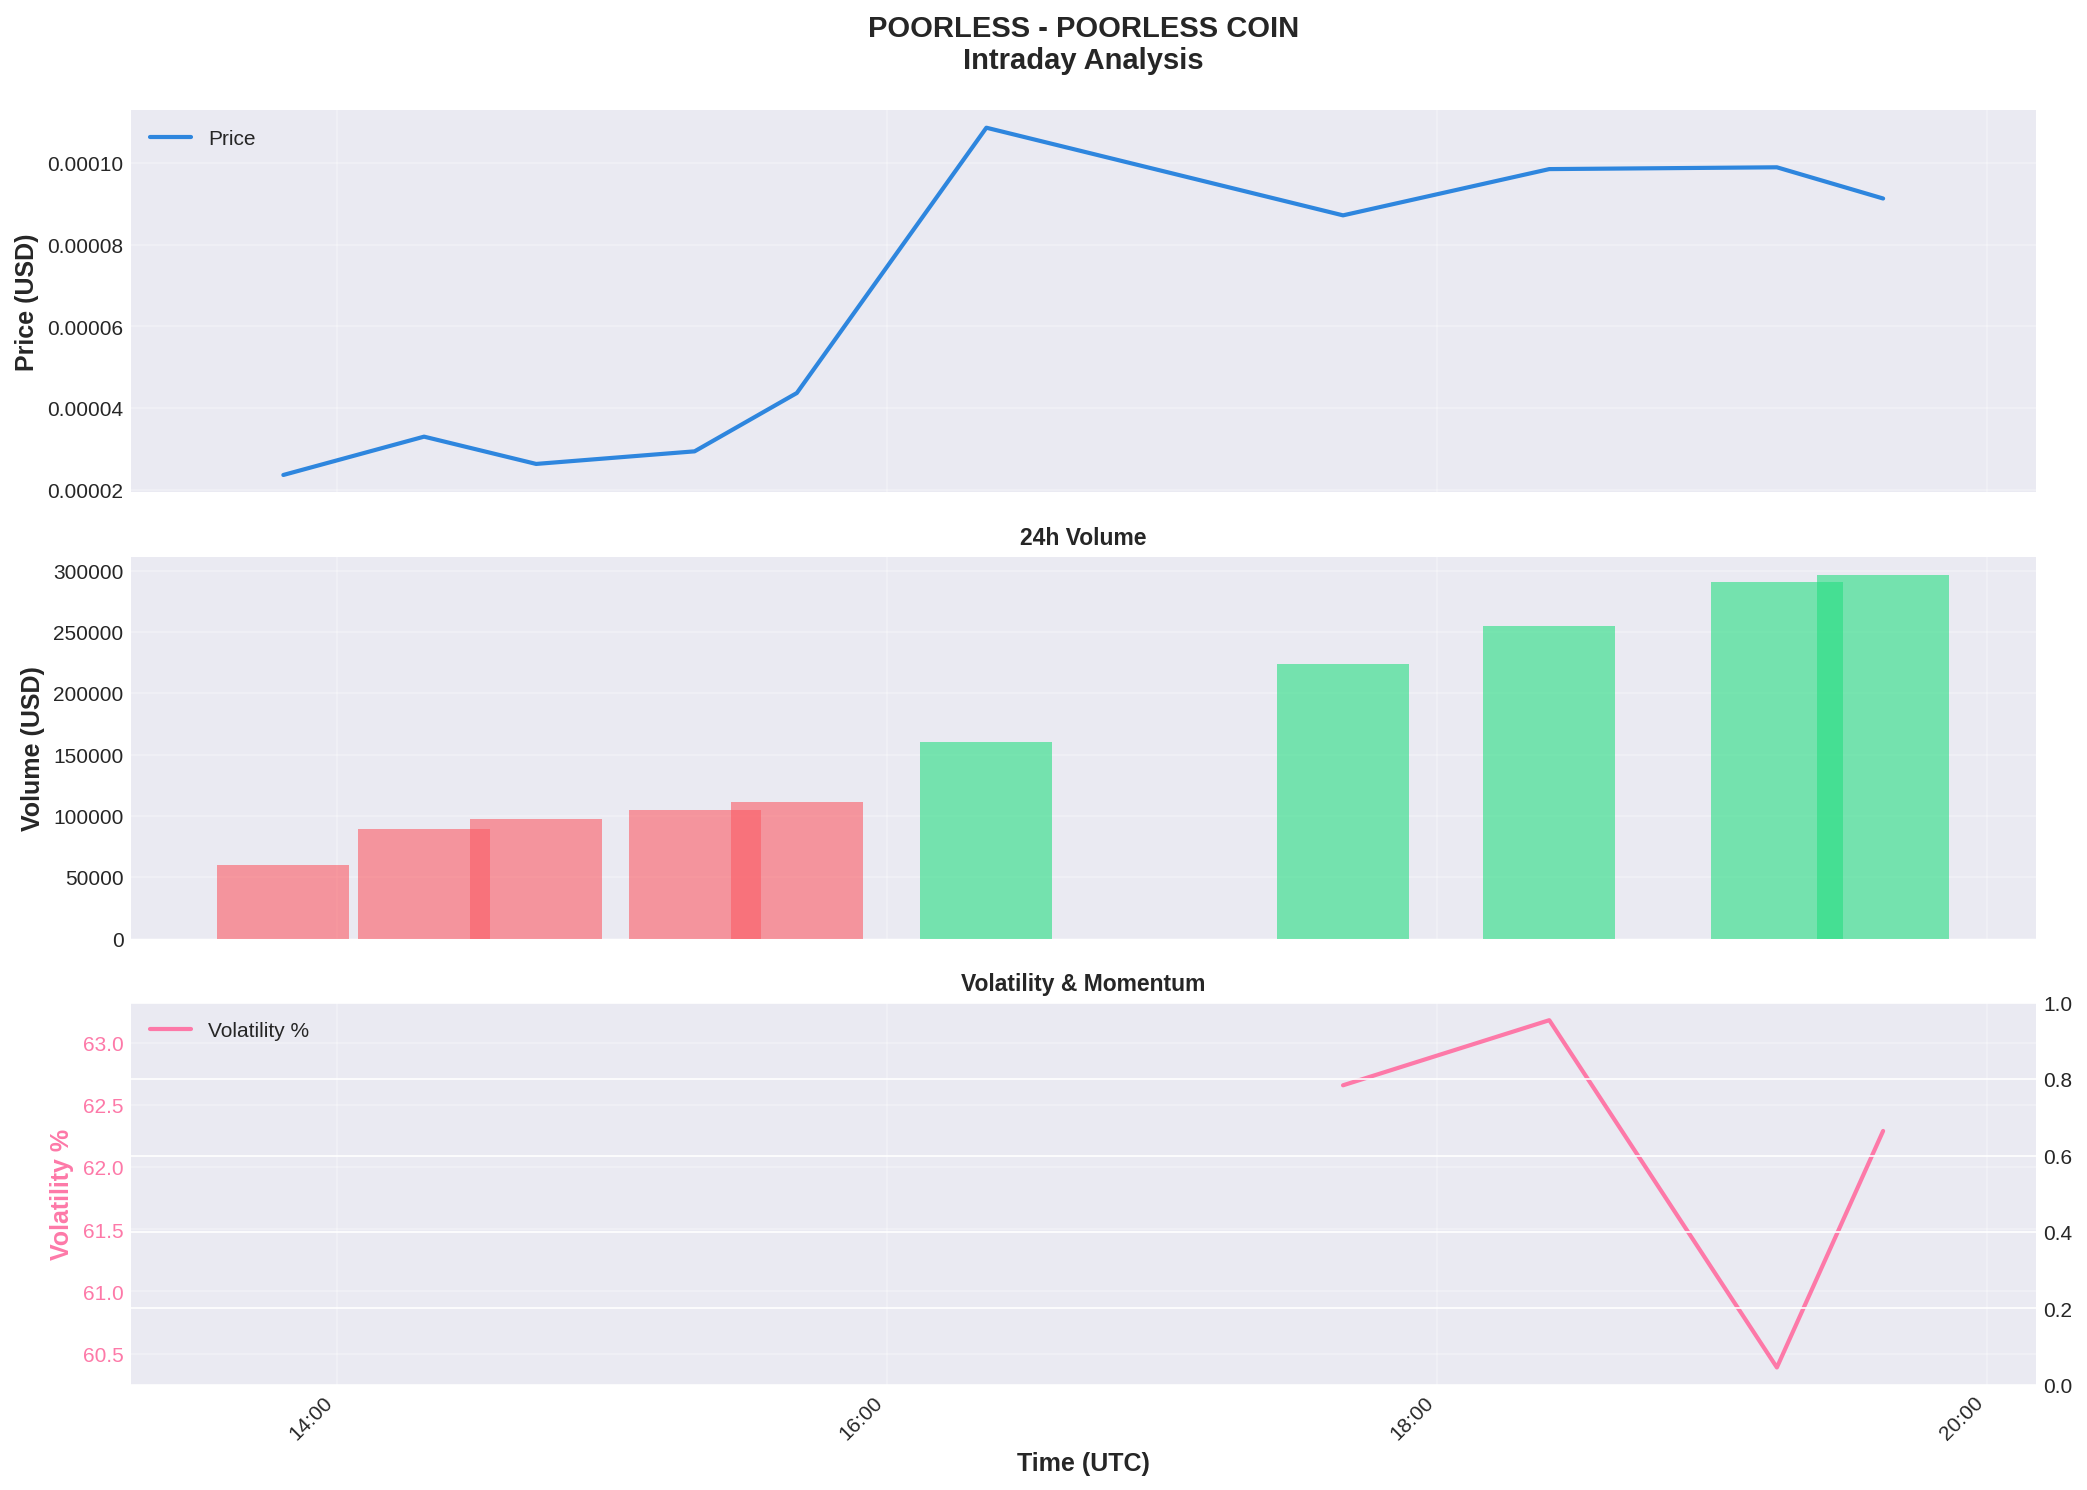 POORLESS - POORLESS COIN
Intraday Analysis
Price
0.00010
0.00008
0.00006
0.00004
0.00002
Price (USD)
24h Volume
300000
250000
200000
150000
100000
50000
0
Volume (USD)
Volatility & Momentum
Volatility %
63.0
62.5
62.0
61.5
61.0
60.5
Volatility %
1.0
0.8
0.6
0.4
0.2
0.0
14:00
16:00
18:00
20:00
Time (UTC)